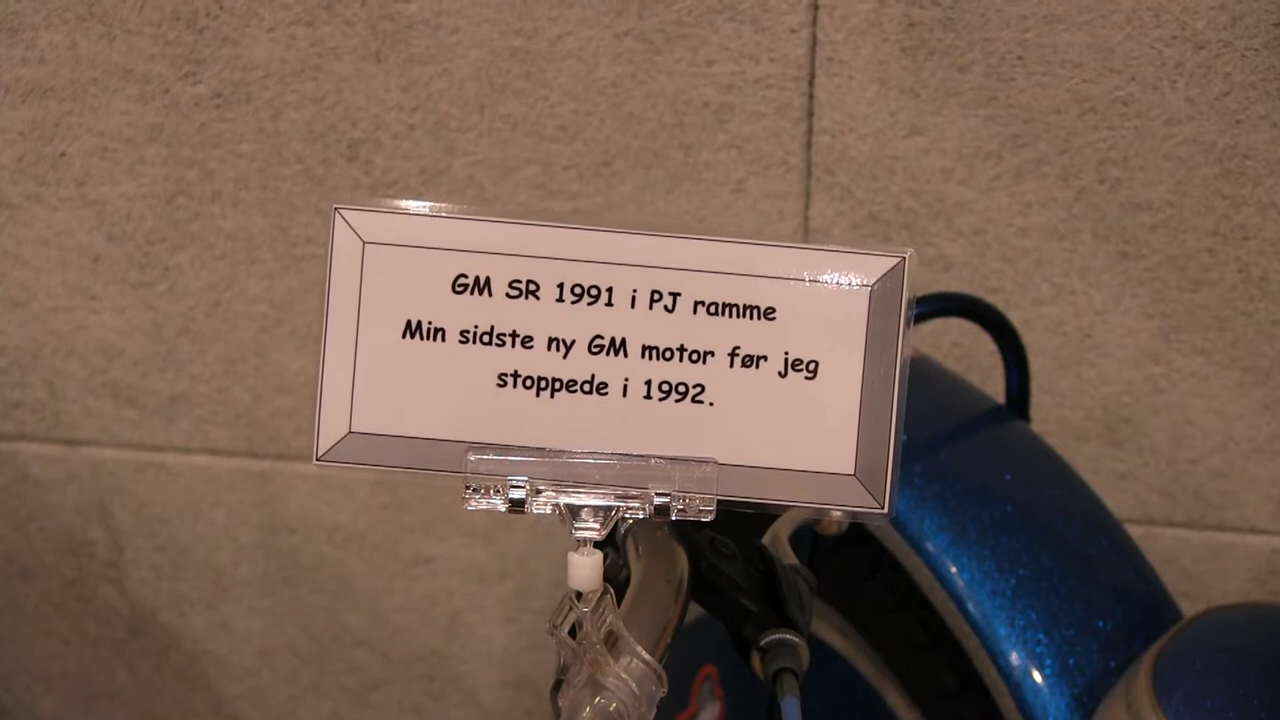 GM SR 1991 i PJ ramme
Min sidste ny GM motor før jeg
stoppede i 1992.